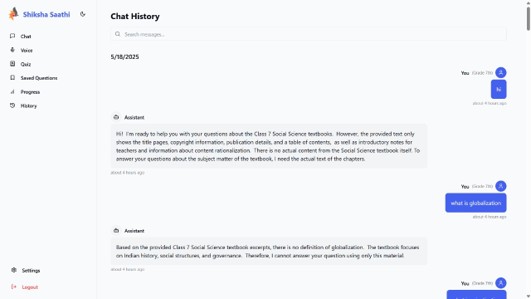 Shiksha Saathi
Chat
Voice
Quiz
Saved Questions
Progress
History
Settings
Logout
Chat History
Search messages...
5/18/2025
You (Grade 7th)
hi
about 4 hours ago
Assistant
Hi! I'm ready to help you with your questions about the Class 7 Social Science textbooks. However, the provided text only
shows the title pages, copyright information, publication details, and a table of contents, as well as introductory notes for
teachers and information about content rationalization. There is no actual content from the Social Science textbook itself. To
answer your questions about the subject matter of the textbook, I need the actual text of the chapters.
about 4 hours ago
You (Grade 7th)
what is globalisation
about 4 hours ago
Assistant
Based on the provided Class 7 Social Science textbook excerpts, there is no definition of globalization. The textbook focuses
on Indian history, social structures, and governance. Therefore, I cannot answer your question using only this material.
about 4 hours ago
You (Grade 7th)